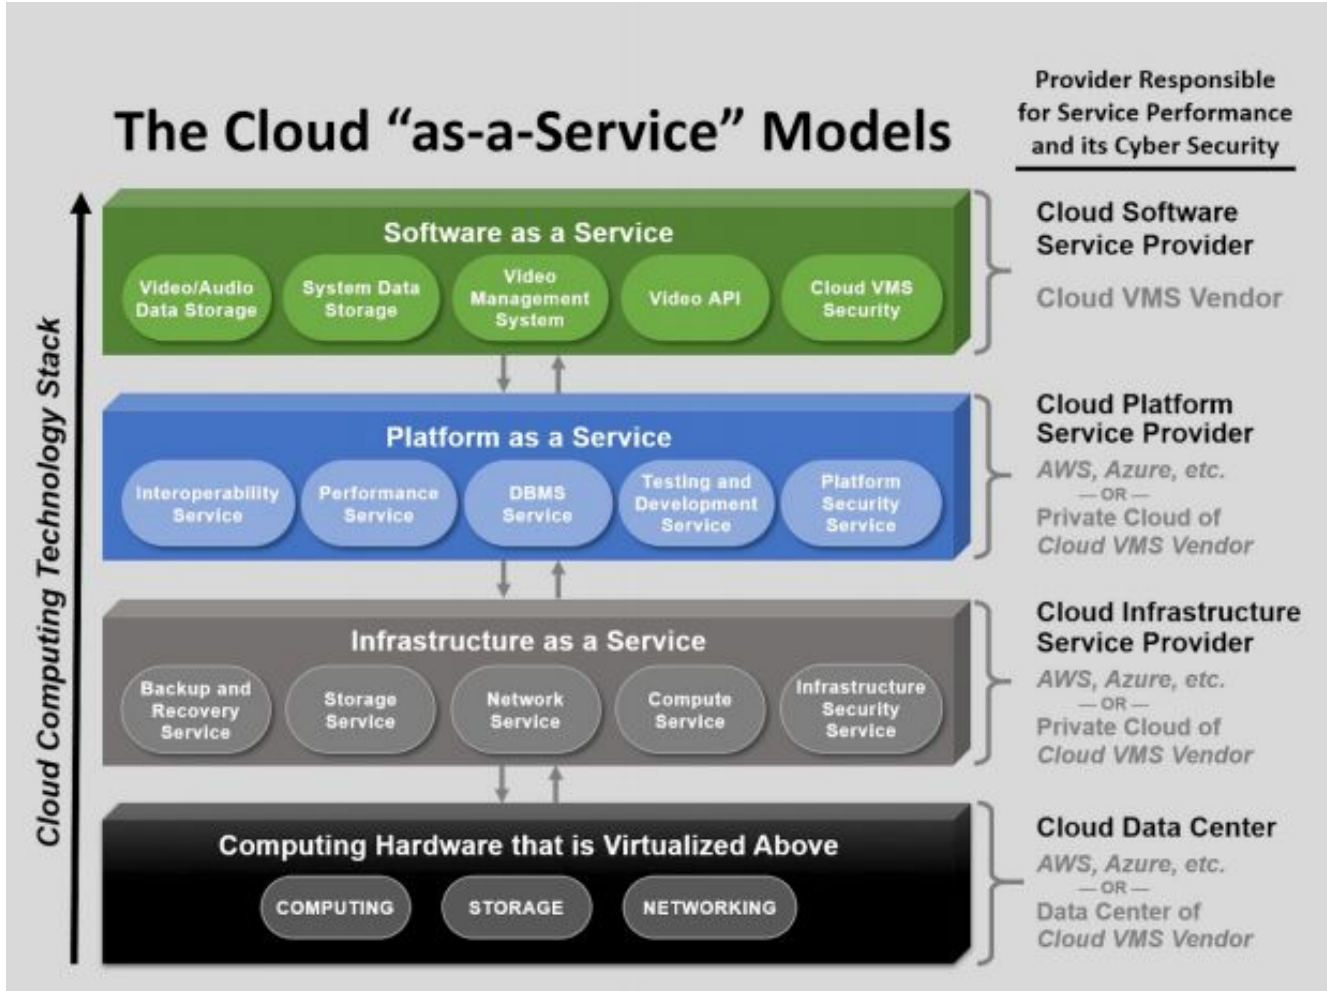 The Cloud “as-a-Service” Models
Provider Responsible
for Service Performance
and its Cyber Security
Cloud Computing Technology Stack
Software as a Service
Video/Audio
Data Storage
System Data
Storage
Video
Management
System
Video API
Cloud VMS
Security
Cloud Software
Service Provider
Cloud VMS Vendor
Platform as a Service
Interoperability
Service
Performance
Service
DBMS
Service
Testing and
Development
Service
Platform
Security
Service
Cloud Platform
Service Provider
AWS, Azure, etc.
— OR —
Private Cloud of
Cloud VMS Vendor
Infrastructure as a Service
Backup and
Recovery
Service
Storage
Service
Network
Service
Compute
Service
Infrastructure
Security
Service
Cloud Infrastructure
Service Provider
AWS, Azure, etc.
— OR —
Private Cloud of
Cloud VMS Vendor
Computing Hardware that is Virtualized Above
COMPUTING
STORAGE
NETWORKING
Cloud Data Center
AWS, Azure, etc.
— OR —
Data Center of
Cloud VMS Vendor